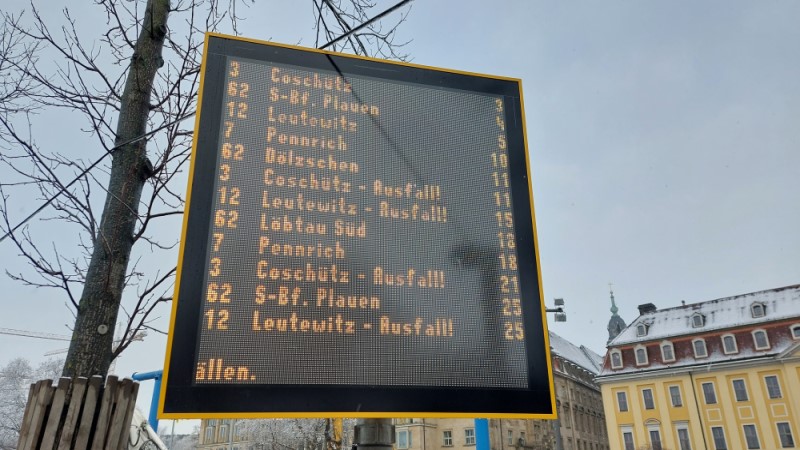 3 Coschütz 3
62 S-Bf. Plauen 4
12 Leutewitz 5
7 Pennrich 10
62 Dölzschen 11
3 Coschütz - Ausfall! 11
12 Leutewitz - Ausfall! 15
62 Löbtau Süd 18
7 Pennrich 18
3 Coschütz - Ausfall! 21
62 S-Bf. Plauen 25
12 Leutewitz - Ausfall! 25
ällen.